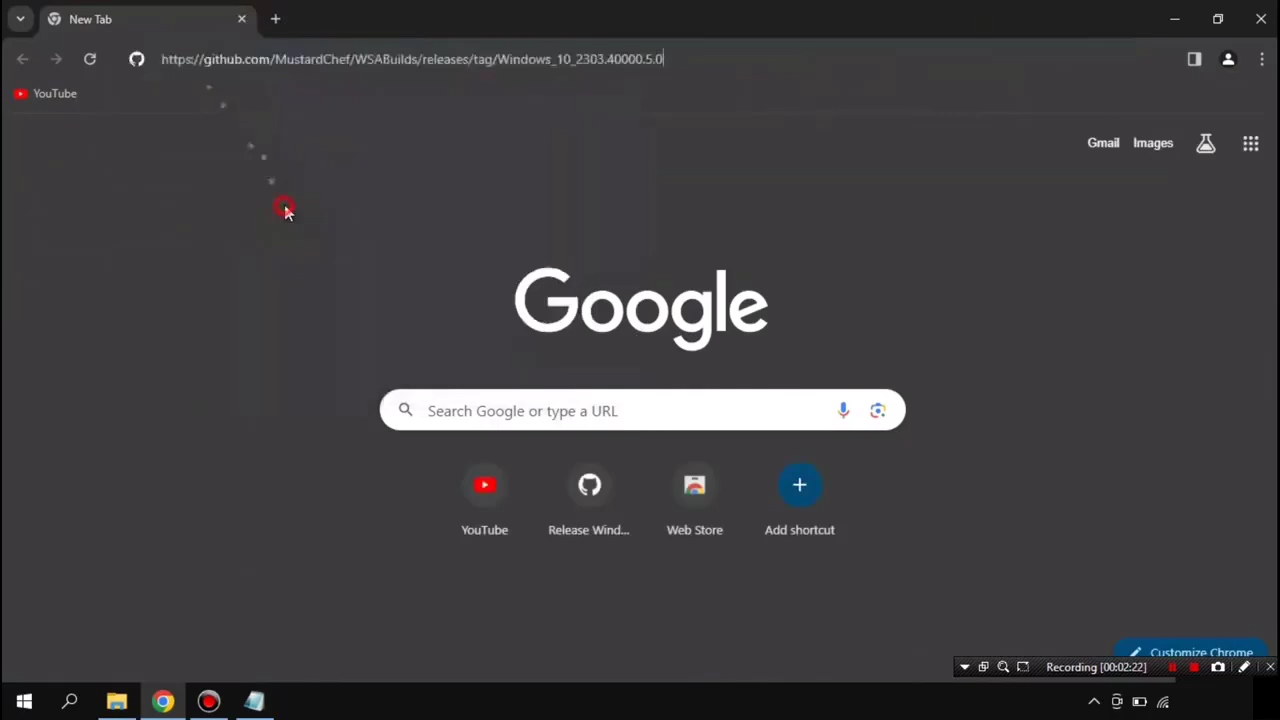 New Tab
https://github.com/MustardChef/WSABuilds/releases/tag/Windows_10_2303.40000.5.0
YouTube
Gmail Images
Google
Search Google or type a URL
YouTube Release Wind... Web Store Add shortcut
Customize Chrome
Recording [00:02:22]